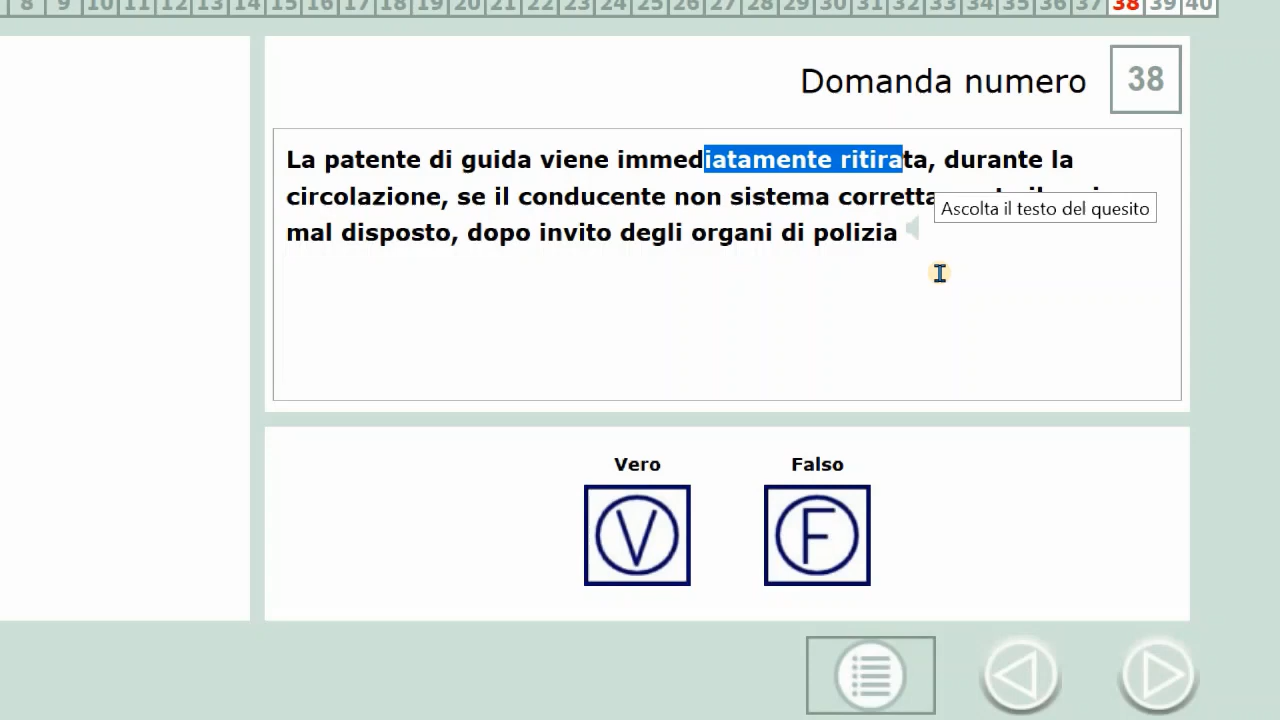 8 9 10 11 12 13 14 15 16 17 18 19 20 21 22 23 24 25 26 27 28 29 30 31 32 33 34 35 36 37 38 39 40
Domanda numero 38
La patente di guida viene immediatamente ritirata, durante la
circolazione, se il conducente non sistema
Ascolta il testo del quesito
mal disposto, dopo invito degli organi di polizia
Vero Falso
V F